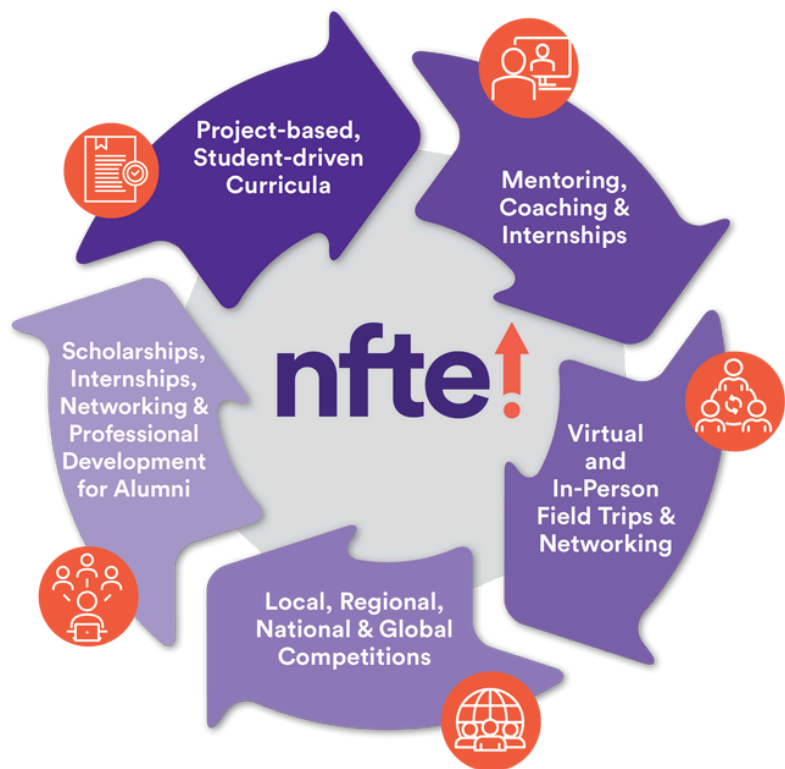 Project-based,
Student-driven
Curricula
Mentoring,
Coaching &
Internships
Virtual
and
In-Person
Field Trips &
Networking
Local, Regional,
National & Global
Competitions
Scholarships,
Internships,
Networking &
Professional
Development
for Alumni
nfte!